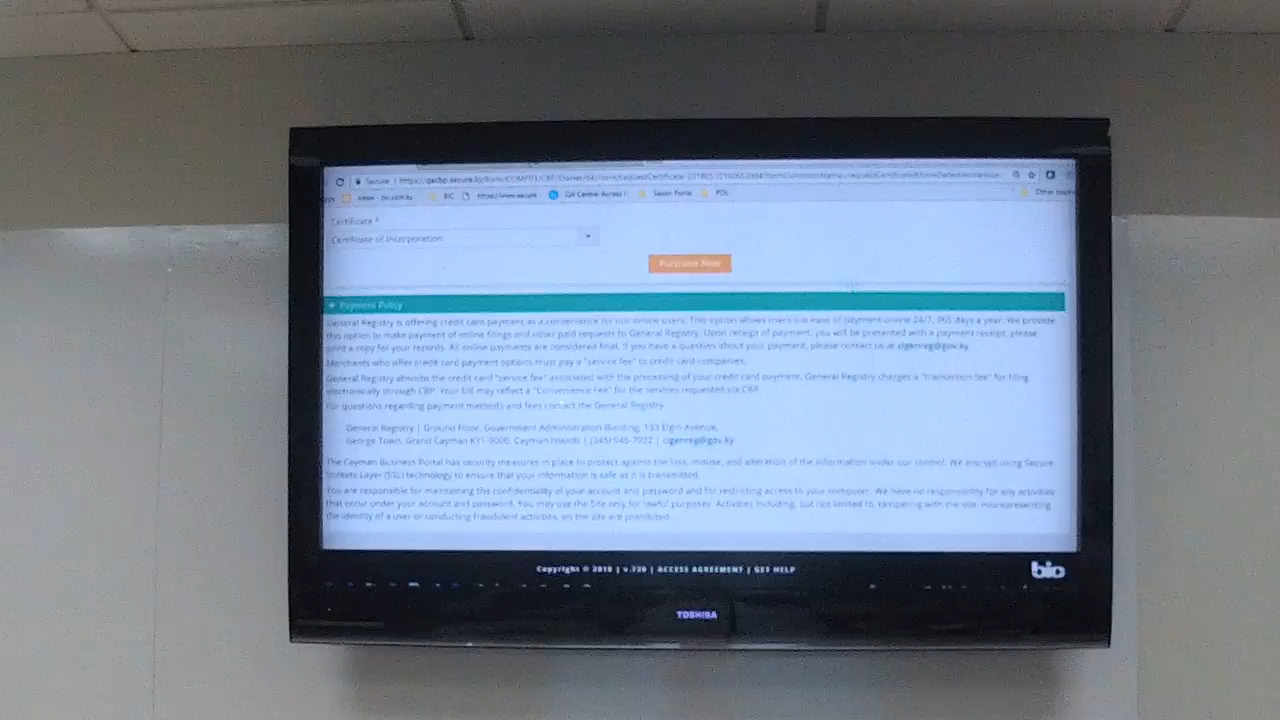 Secure
BIC https://www.secure QA Central Access Saxon Portal PDL Other
Certificate *
Certificate of Incorporation
Purchase Now
Payment Policy
General Registry is offering credit card payment as a convenience for our online users. This option allows users the ease of payment online 24/7, 365 days a year. We provide
this option to make payment of online filings and other paid requests to General Registry. Upon receipt of payment, you will be presented with a payment receipt, please
print a copy for your records. All online payments are considered final. If you have a question about your payment, please contact us at cigenreg@gov.ky.
Merchants who offer credit card payment options must pay a "service fee" to credit card companies.
General Registry absorbs the credit card "service fee" associated with the processing of your credit card payment. General Registry charges a "transaction fee" for filing
electronically through CBP. Your bill may reflect a "Convenience Fee" for the services requested via CBP.
For questions regarding payment methods and fees contact the General Registry.
General Registry | Ground Floor, Government Administration Building, 133 Elgin Avenue,
George Town, Grand Cayman KY1-9000, Cayman Islands | (345) 946-7922 | cigenreg@gov.ky
The Cayman Business Portal has security measures in place to protect against the loss, misuse, and alteration of the information under our control. We encrypt using Secure
Sockets Layer (SSL) technology to ensure that your information is safe as it is transmitted.
You are responsible for maintaining the confidentiality of your account and password and for restricting access to your computer. We have no responsibility for any activities
that occur under your account and password. You may use the Site only for lawful purposes. Activities including, but not limited to, tampering with the site, misrepresenting
the identity of a user or conducting fraudulent activities, on the site are prohibited.
Copyright © 2018 | v.729 | ACCESS AGREEMENT | GET HELP
bic
TOSHIBA